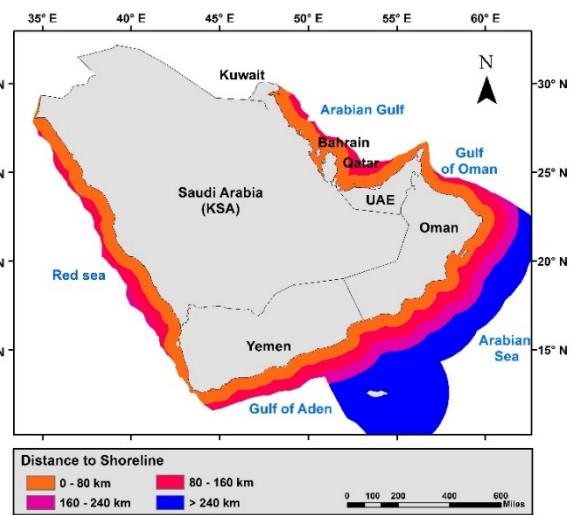 35° E 40° E 45° E 50° E 55° E 60° E
Kuwait
N
N
30° N
Arabian Gulf
Bahrain
Qatar
Gulf
of Oman
N
25° N
Saudi Arabia
(KSA)
UAE
Oman
N
20° N
Red sea
Yemen
Arabian
Sea
N
15° N
Gulf of Aden
Distance to Shoreline
0 - 80 km
80 - 160 km
160 - 240 km
> 240 km
0 100 200 400 600
Miles